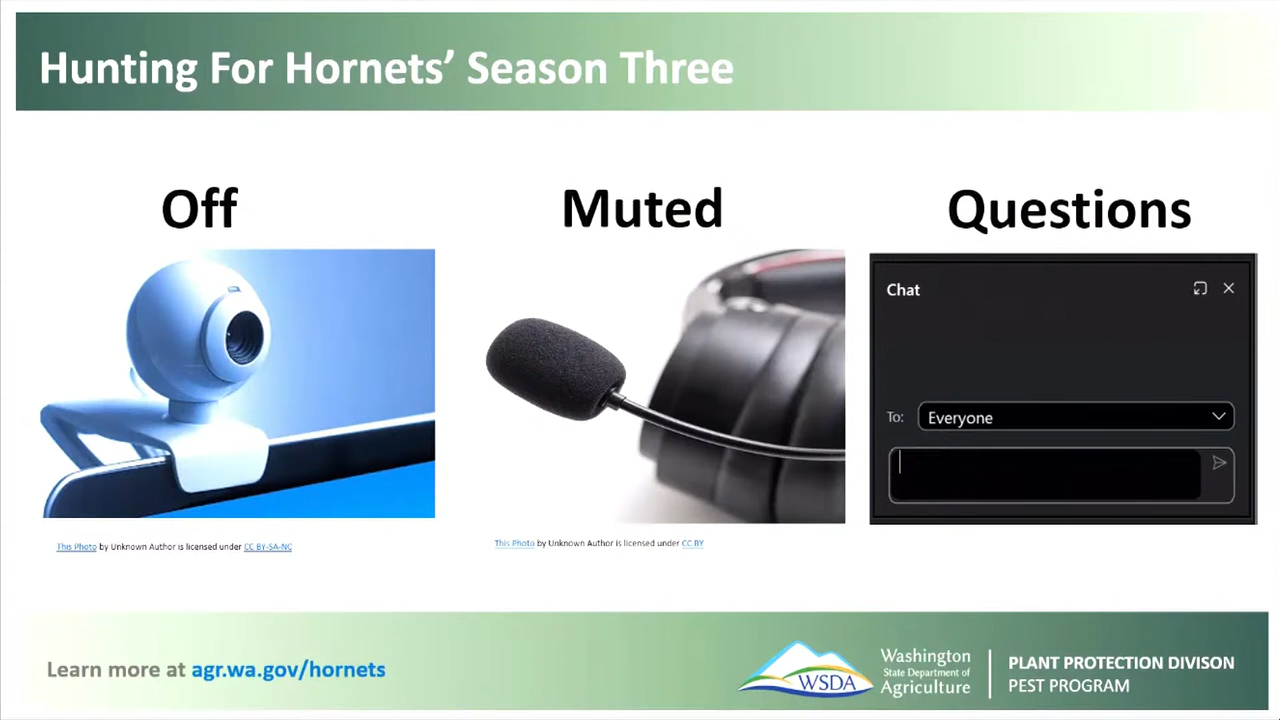 Hunting For Hornets’ Season Three
Off
Muted
Questions
Chat
To:
Everyone
This Photo by Unknown Author is licensed under CC BY-SA-NC
This Photo by Unknown Author is licensed under CC BY
Learn more at agr.wa.gov/hornets
WSDA
Washington
State Department of
Agriculture
PLANT PROTECTION DIVISON
PEST PROGRAM